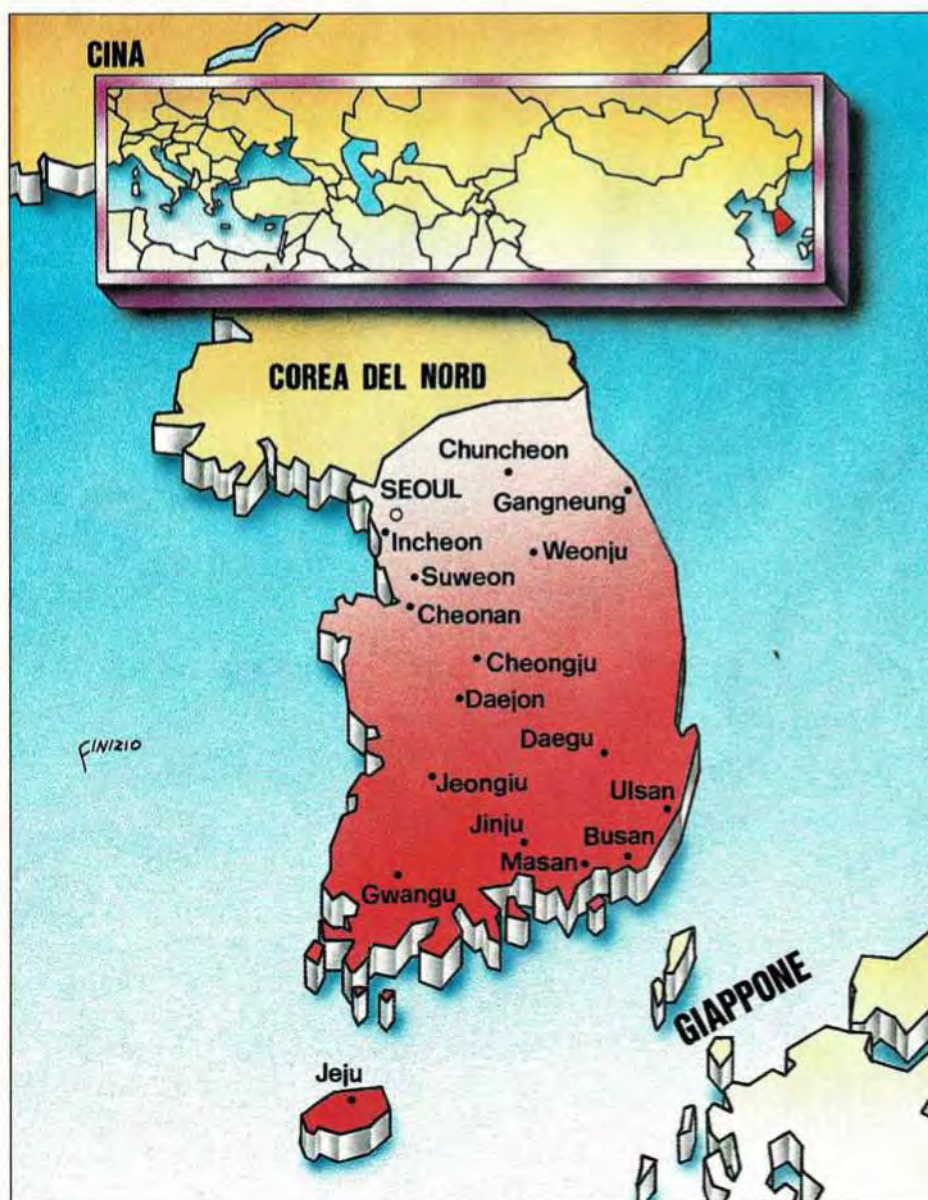 CINA
COREA DEL NORD
Chuncheon
SEOUL
Gangneung
Incheon
Weonju
Suweon
Cheonan
Cheongju
Daejon
FINIZIO
Daegu
Jeongiu
Ulsan
Jinju
Busan
Masan
Gwangu
GIAPPONE
Jeju